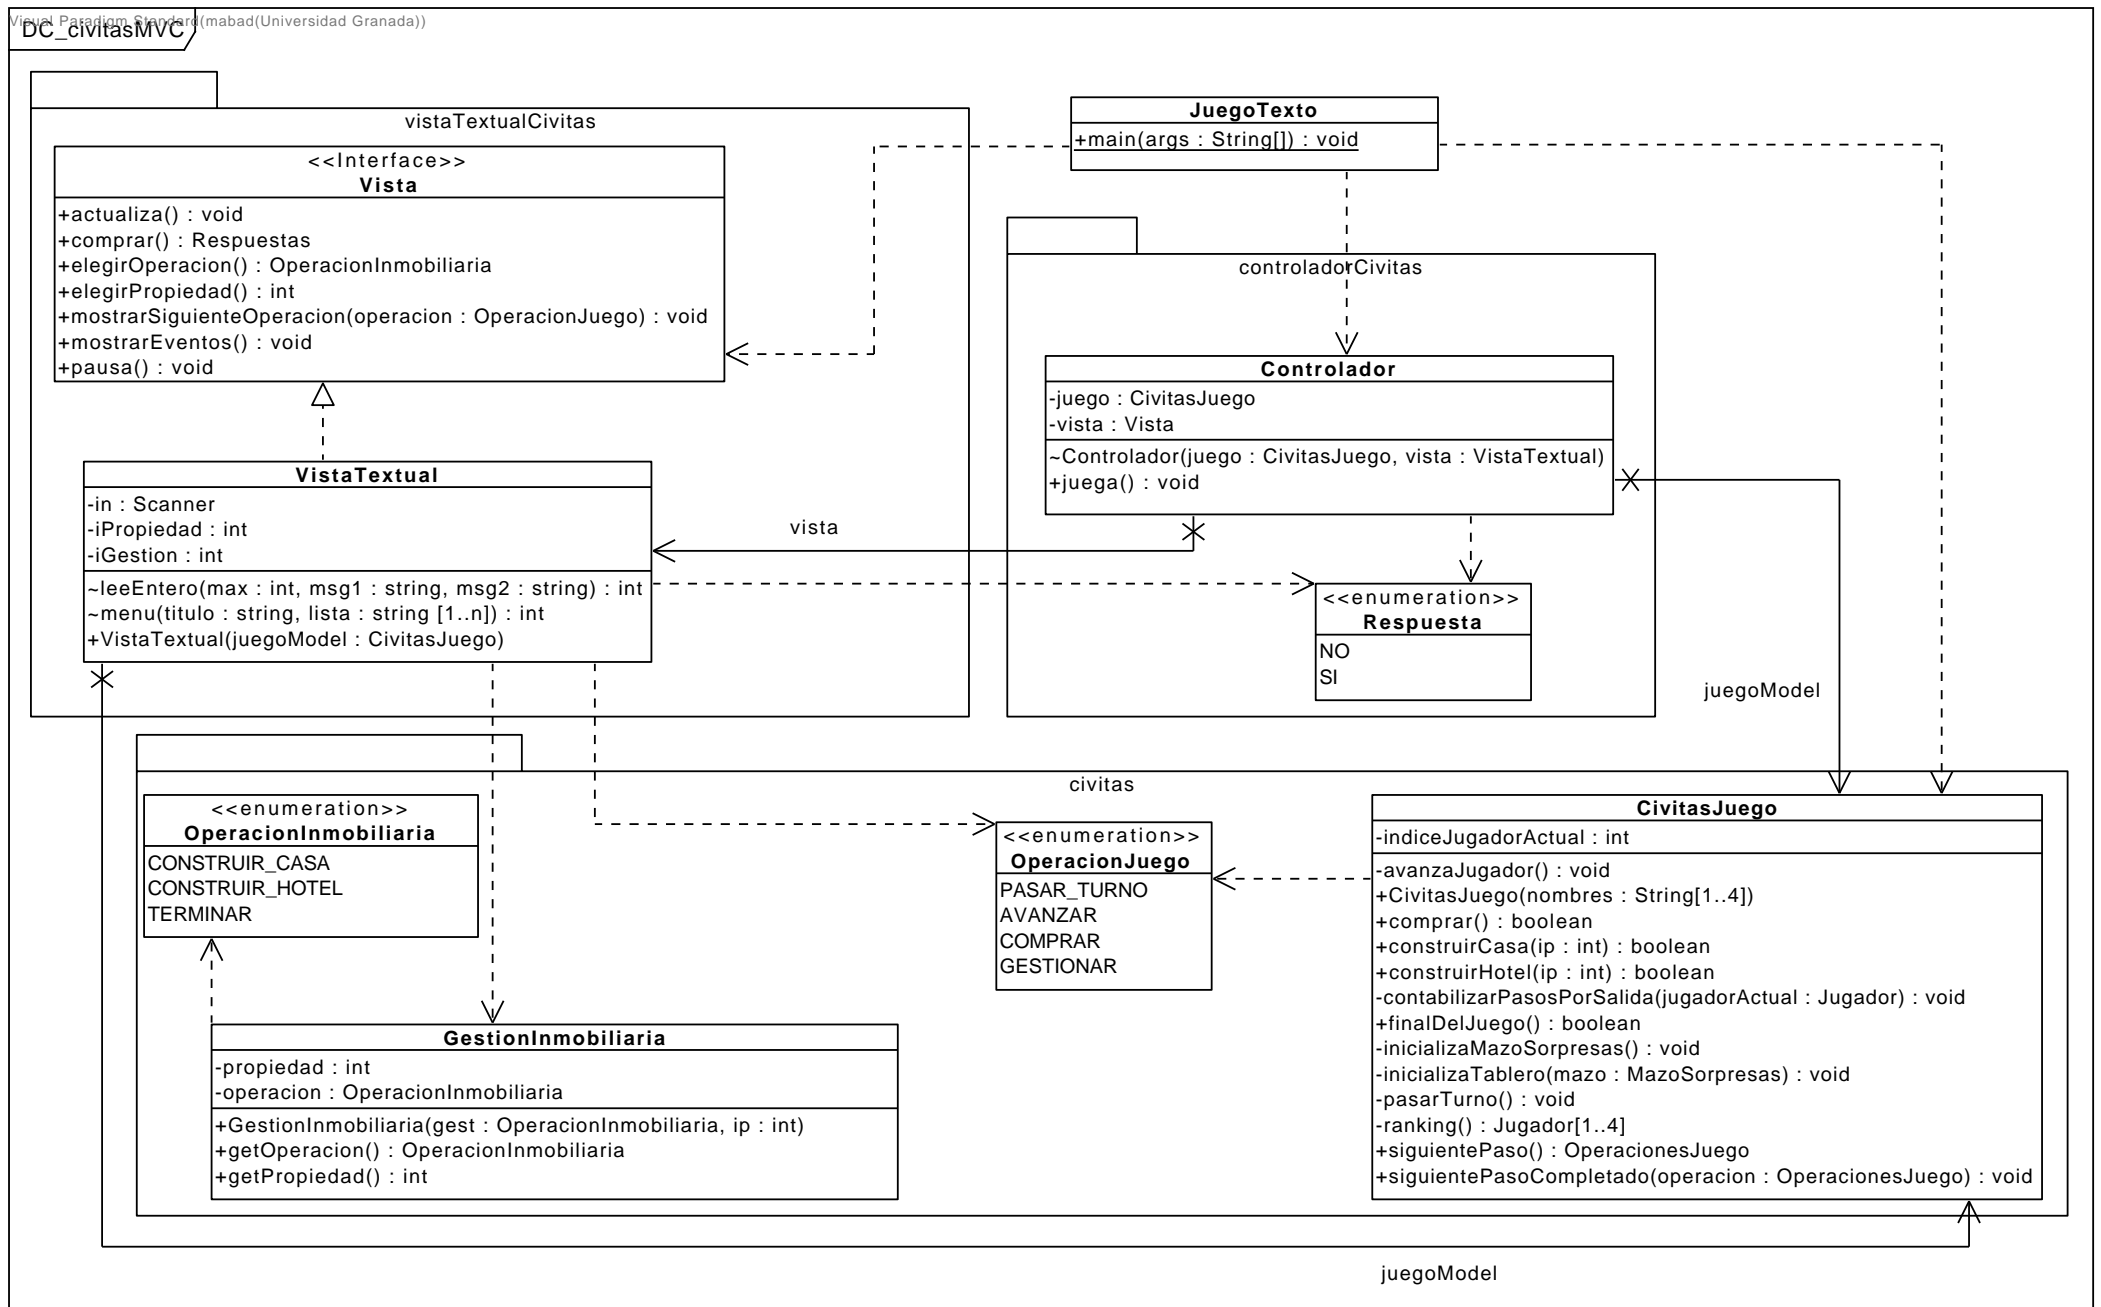 Visual Paradigm Standard(mabad(Universidad Granada))
DC_civitasMVC
vistaTextualCivitas
<<Interface>>
Vista
+actualiza() : void
+comprar() : Respuestas
+elegirOperacion() : OperacionInmobiliaria
+elegirPropiedad() : int
+mostrarSiguienteOperacion(operacion : OperacionJuego) : void
+mostrarEventos() : void
+pausa() : void
VistaTextual
-in : Scanner
-iPropiedad : int
-iGestion : int
~leeEntero(max : int, msg1 : string, msg2 : string) : int
~menu(titulo : string, lista : string [1..n]) : int
+VistaTextual(juegoModel : CivitasJuego)
vista
JuegoTexto
+main(args : String[]) : void
controladorCivitas
Controlador
-juego : CivitasJuego
-vista : Vista
~Controlador(juego : CivitasJuego, vista : VistaTextual)
+juega() : void
<<enumeration>>
Respuesta
NO
SI
juegoModel
civitas
<<enumeration>>
OperacionInmobiliaria
CONSTRUIR_CASA
CONSTRUIR_HOTEL
TERMINAR
GestionInmobiliaria
-propiedad : int
-operacion : OperacionInmobiliaria
+GestionInmobiliaria(gest : OperacionInmobiliaria, ip : int)
+getOperacion() : OperacionInmobiliaria
+getPropiedad() : int
<<enumeration>>
OperacionJuego
PASAR_TURNO
AVANZAR
COMPRAR
GESTIONAR
CivitasJuego
-indiceJugadorActual : int
-avanzaJugador() : void
+CivitasJuego(nombres : String[1..4])
+comprar() : boolean
+construirCasa(ip : int) : boolean
+construirHotel(ip : int) : boolean
-contabilizarPasosPorSalida(jugadorActual : Jugador) : void
+finalDelJuego() : boolean
-inicializaMazoSorpresas() : void
-inicializaTablero(mazo : MazoSorpresas) : void
-pasarTurno() : void
-ranking() : Jugador[1..4]
+siguientePaso() : OperacionesJuego
+siguientePasoCompletado(operacion : OperacionesJuego) : void
juegoModel